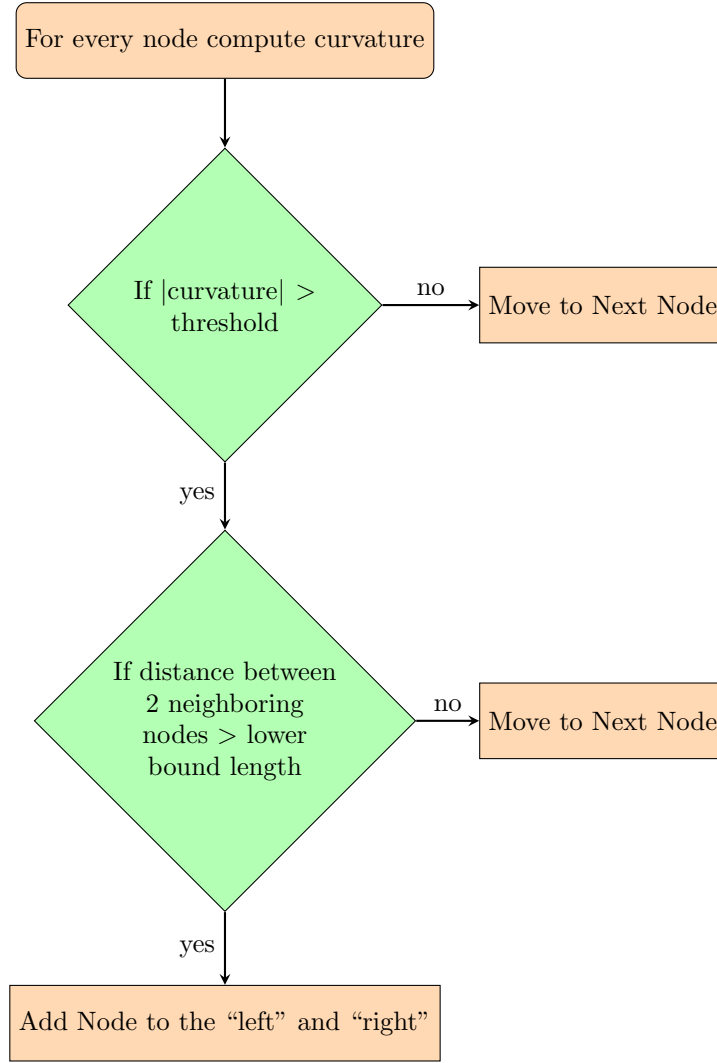 For every node compute curvature
If |curvature| >
threshold
no
Move to Next Node
yes
If distance between
2 neighboring
nodes > lower
bound length
no
Move to Next Node
yes
Add Node to the “left” and “right”